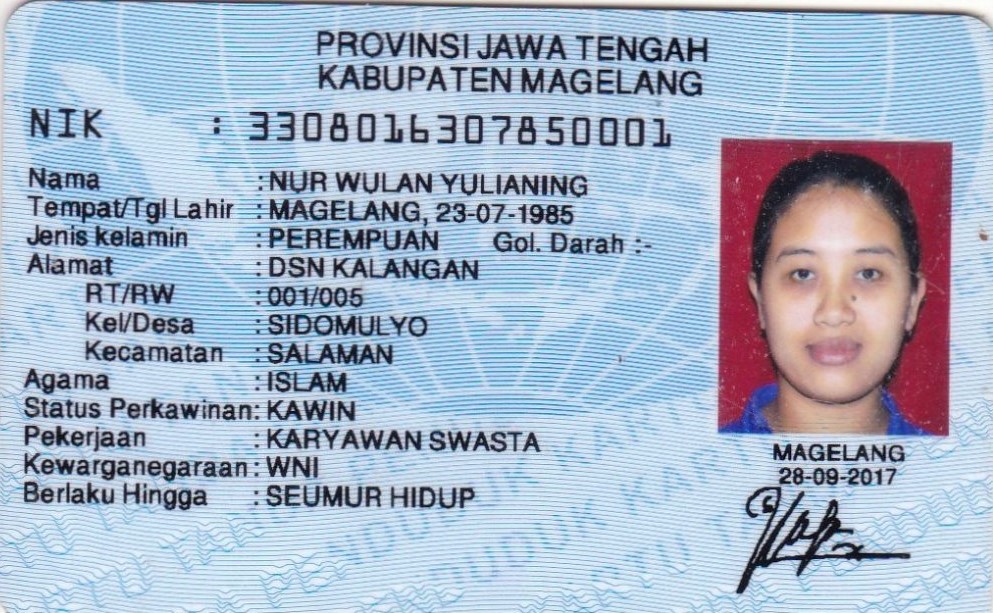 PROVINSI JAWA TENGAH
KABUPATEN MAGELANG
NIK : 3308016307850001
Nama : NUR WULAN YULIANING
Tempat/Tgl Lahir : MAGELANG, 23-07-1985
Jenis kelamin : PEREMPUAN Gol. Darah :-
Alamat : DSN KALANGAN
RT/RW : 001/005
Kel/Desa : SIDOMULYO
Kecamatan : SALAMAN
Agama : ISLAM
Status Perkawinan: KAWIN
Pekerjaan : KARYAWAN SWASTA
Kewarganegaraan: WNI
Berlaku Hingga : SEUMUR HIDUP
MAGELANG
28-09-2017